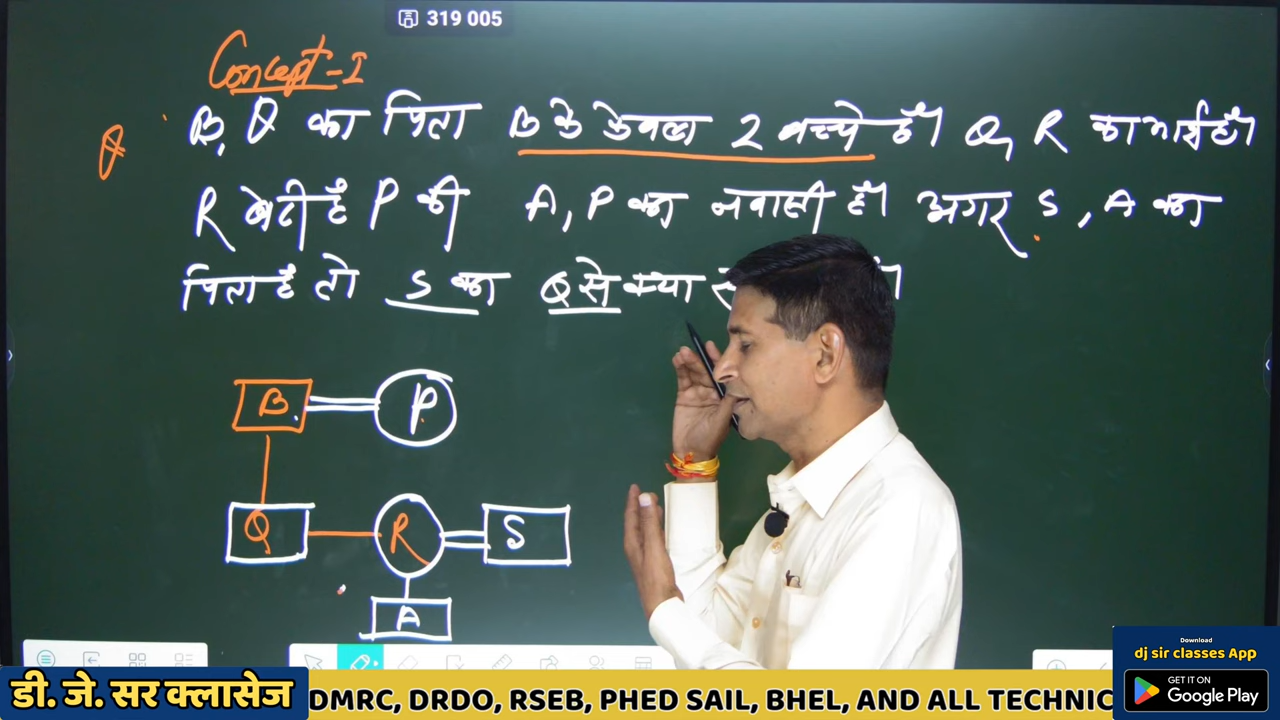 319 005
Concept-I
Q B, Q का पिता B के केवल 2 बच्चे हैं। Q, R का भाई है।
R बेटी है P की A, P का नवासी है। अगर S, A का
पिता है तो S का Q से क्या
B P
Q R S
A
Download
dj sir classes App
GET IT ON
Google Play
डी. जे. सर क्लासेज DMRC, DRDO, RSEB, PHED SAIL, BHEL, AND ALL TECHNIC